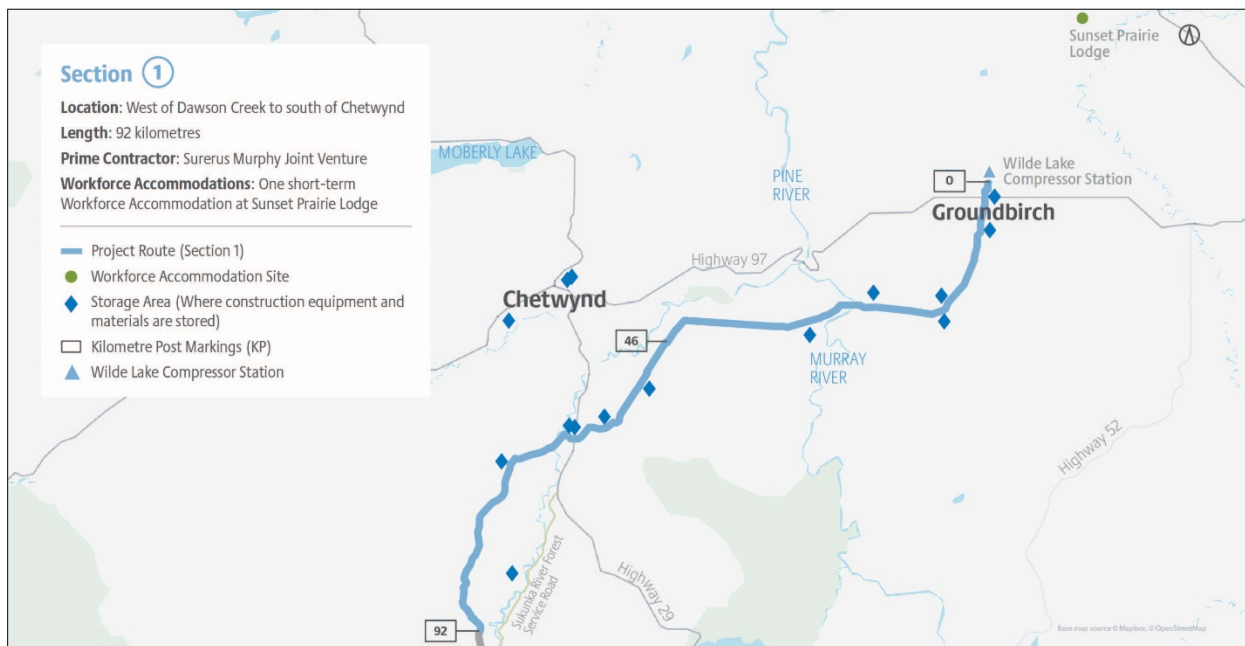 Section 1
Location: West of Dawson Creek to south of Chetwynd
Length: 92 kilometres
Prime Contractor: Surerus Murphy Joint Venture
Workforce Accommodations: One short-term
Workforce Accommodation at Sunset Prairie Lodge
Project Route (Section 1)
Workforce Accommodation Site
Storage Area (Where construction equipment and
materials are stored)
Kilometre Post Markings (KP)
Wilde Lake Compressor Station
Sunset Prairie
Lodge
MOBERLY LAKE
PINE
RIVER
Wilde Lake
Compressor Station
0
Groundbirch
Highway 97
Chetwynd
46
MURRAY
RIVER
Highway 52
Sukunka River Forest
Service Road
Highway 29
92
Base map source © Mapbox, © OpenStreetMap